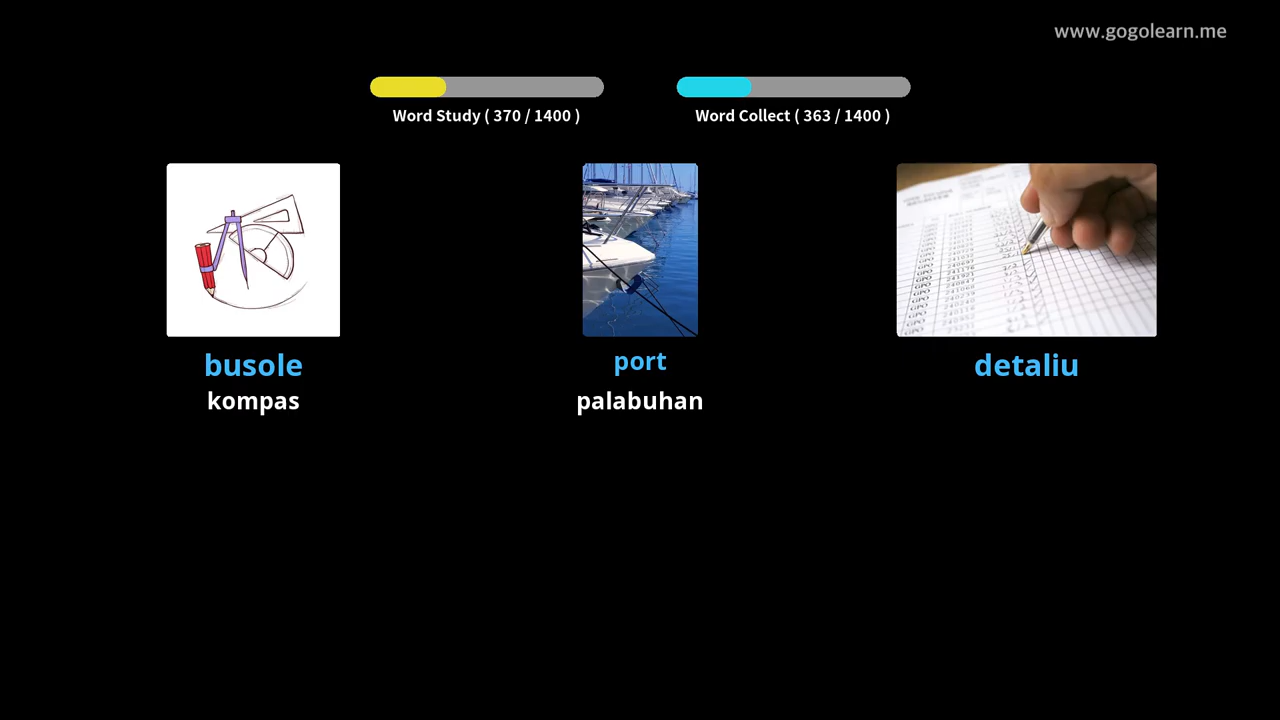 www.gogolearn.me
Word Study ( 370 / 1400 )
Word Collect ( 363 / 1400 )
busole
port
detaliu
kompas
palabuhan